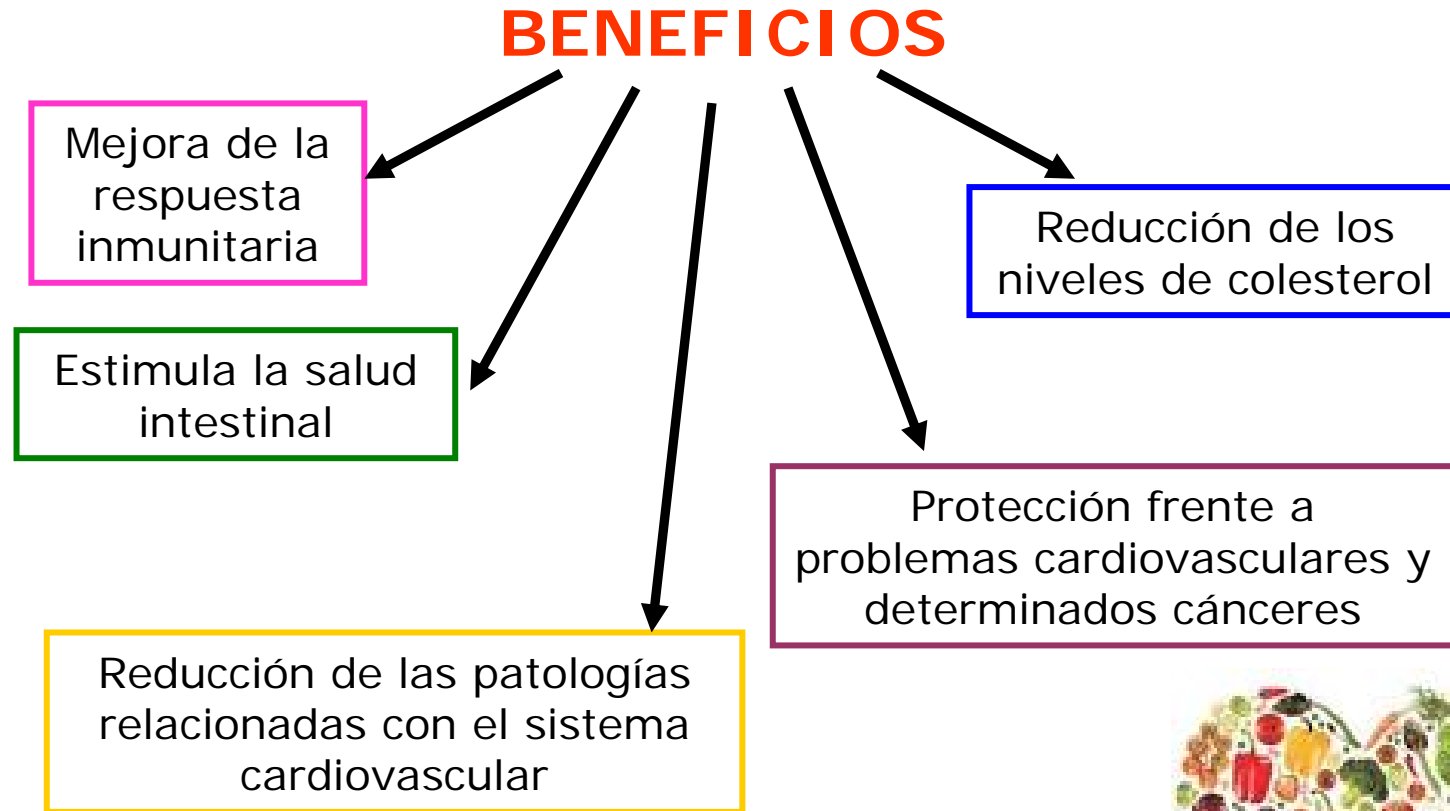 BENEFICIOS
Mejora de la
respuesta
inmunitaria
Reducción de los
niveles de colesterol
Estimula la salud
intestinal
Protección frente a
problemas cardiovasculares y
determinados cánceres
Reducción de las patologías
relacionadas con el sistema
cardiovascular